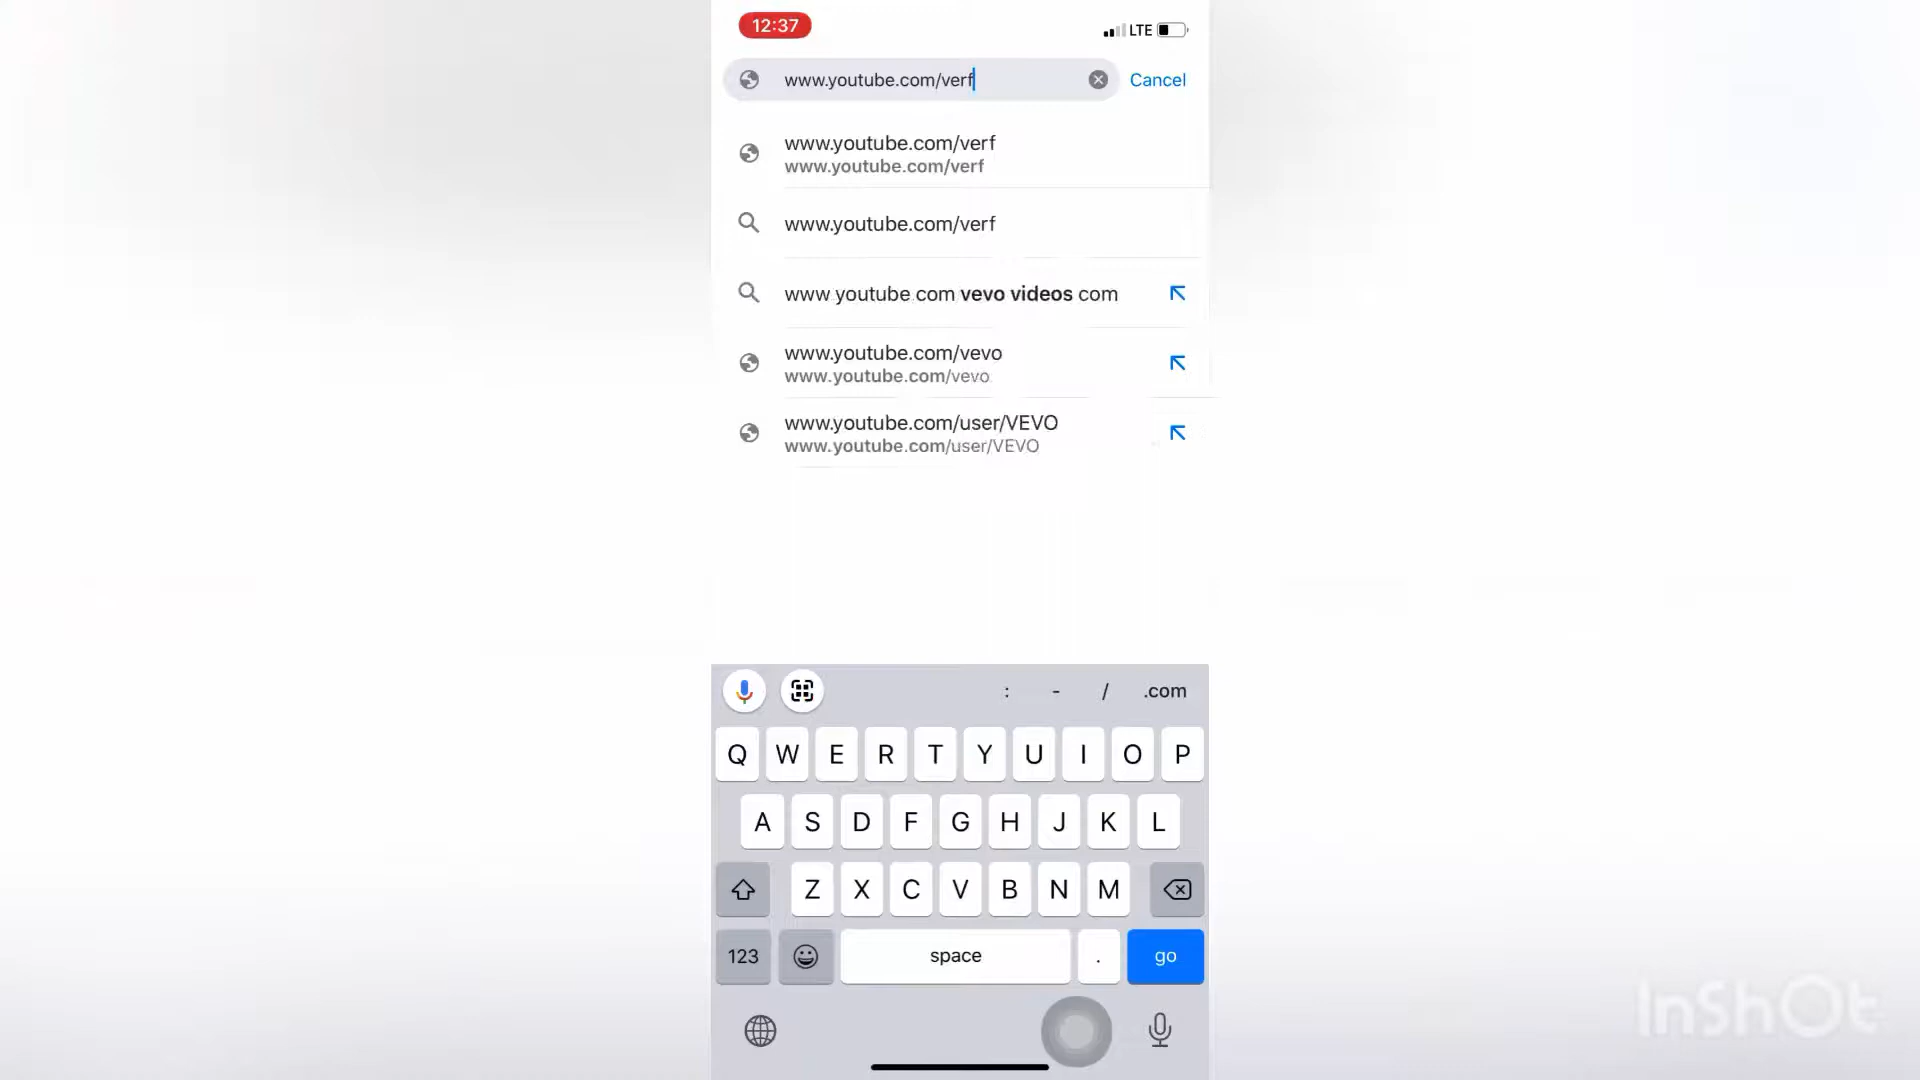 12:37
LTE
www.youtube.com/verf
Cancel
www.youtube.com/verf
www.youtube.com/verf
www.youtube.com/verf
www youtube com vevo videos com
www.youtube.com/vevo
www.youtube.com/vevo
www.youtube.com/user/VEVO
www.youtube.com/user/VEVO
: - / .com
Q W E R T Y U I O P
A S D F G H J K L
Z X C V B N M
123 space . go
InShOt